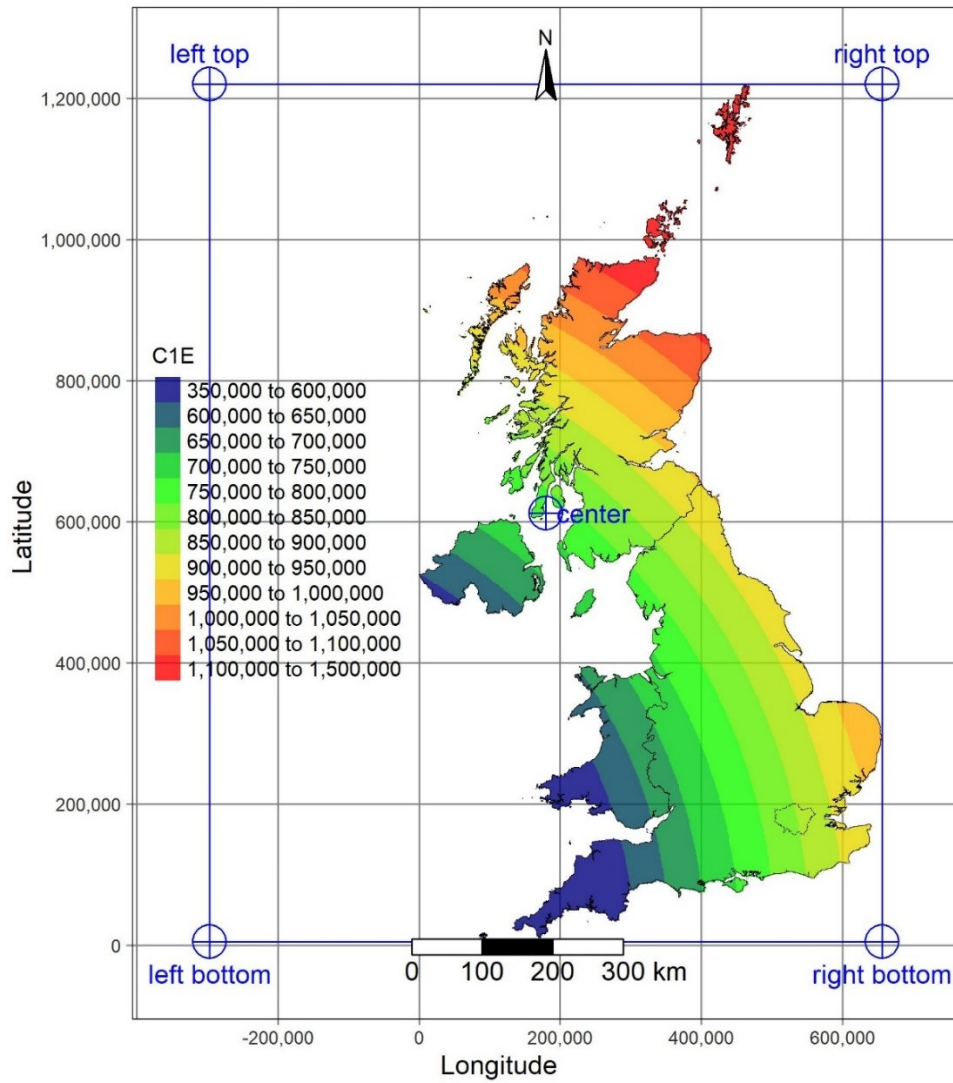 left top
N
right top
1,200,000
1,000,000
800,000
600,000
400,000
200,000
0
Latitude
C1E
350,000 to 600,000
600,000 to 650,000
650,000 to 700,000
700,000 to 750,000
750,000 to 800,000
800,000 to 850,000
850,000 to 900,000
900,000 to 950,000
950,000 to 1,000,000
1,000,000 to 1,050,000
1,050,000 to 1,100,000
1,100,000 to 1,500,000
center
left bottom
0 100 200 300 km
right bottom
-200,000 0 200,000 400,000 600,000
Longitude